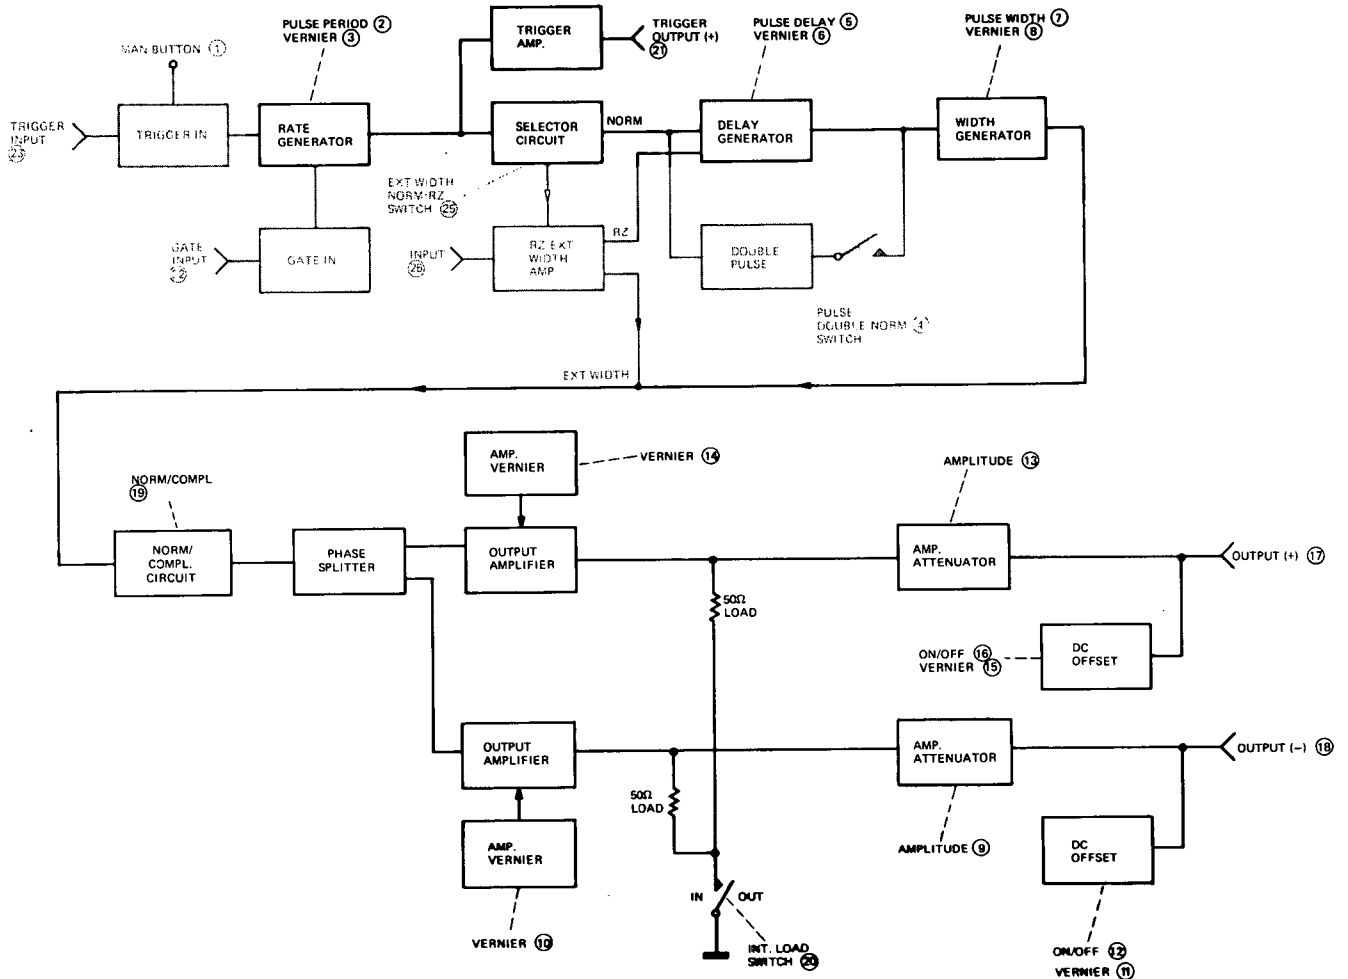 PULSE PERIOD ②
VERNIER ③
MAN BUTTON ①
TRIGGER INPUT
TRIGGER IN
RATE GENERATOR
GATE INPUT
GATE IN
TRIGGER AMP.
TRIGGER OUTPUT (+)
㉑
SELECTOR CIRCUIT
NORM
EXT WIDTH
NORM-RZ
SWITCH ㉕
INPUT
㉖
RZ EXT
WIDTH
AMP
RZ
PULSE DELAY ⑤
VERNIER ⑥
DELAY GENERATOR
DOUBLE PULSE
PULSE
DOUBLE NORM ④
SWITCH
PULSE WIDTH ⑦
VERNIER ⑧
WIDTH GENERATOR
EXT WIDTH
NORM/COMPL
⑲
NORM/
COMPL.
CIRCUIT
PHASE SPLITTER
AMP. VERNIER
VERNIER ⑭
OUTPUT AMPLIFIER
50Ω
LOAD
AMPLITUDE ⑬
AMP. ATTENUATOR
OUTPUT (+) ⑰
ON/OFF ⑯
VERNIER ⑮
DC OFFSET
OUTPUT AMPLIFIER
50Ω
LOAD
AMP. ATTENUATOR
OUTPUT (−) ⑱
AMP. VERNIER
VERNIER ⑩
AMPLITUDE ⑨
DC OFFSET
IN OUT
INT. LOAD
SWITCH ⑳
ON/OFF ⑫
VERNIER ⑪